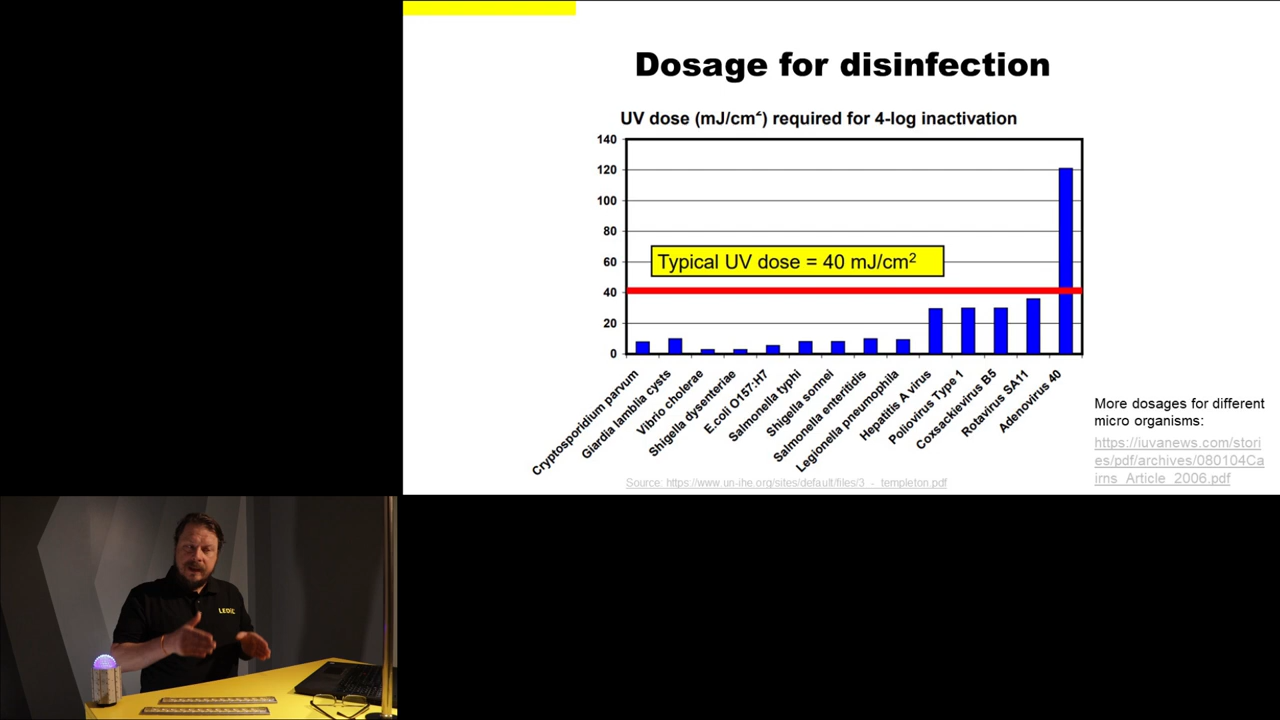 Dosage for disinfection
UV dose (mJ/cm²) required for 4-log inactivation
140
120
100
80
60
40
20
0
Typical UV dose = 40 mJ/cm²
Cryptosporidium parvum
Giardia lamblia cysts
Vibrio cholerae
Shigella dysenteriae
E.coli O157:H7
Salmonella typhi
Shigella sonnei
Salmonella enteritidis
Legionella pneumophila
Hepatitis A virus
Poliovirus Type 1
Coxsackievirus B5
Rotavirus SA11
Adenovirus 40
Source: https://www.un-ihe.org/sites/default/files/3_-_templeton.pdf
More dosages for different
micro organisms:
https://iuvanews.com/stori
es/pdf/archives/080104Ca
irns_Article_2006.pdf
LEDiL